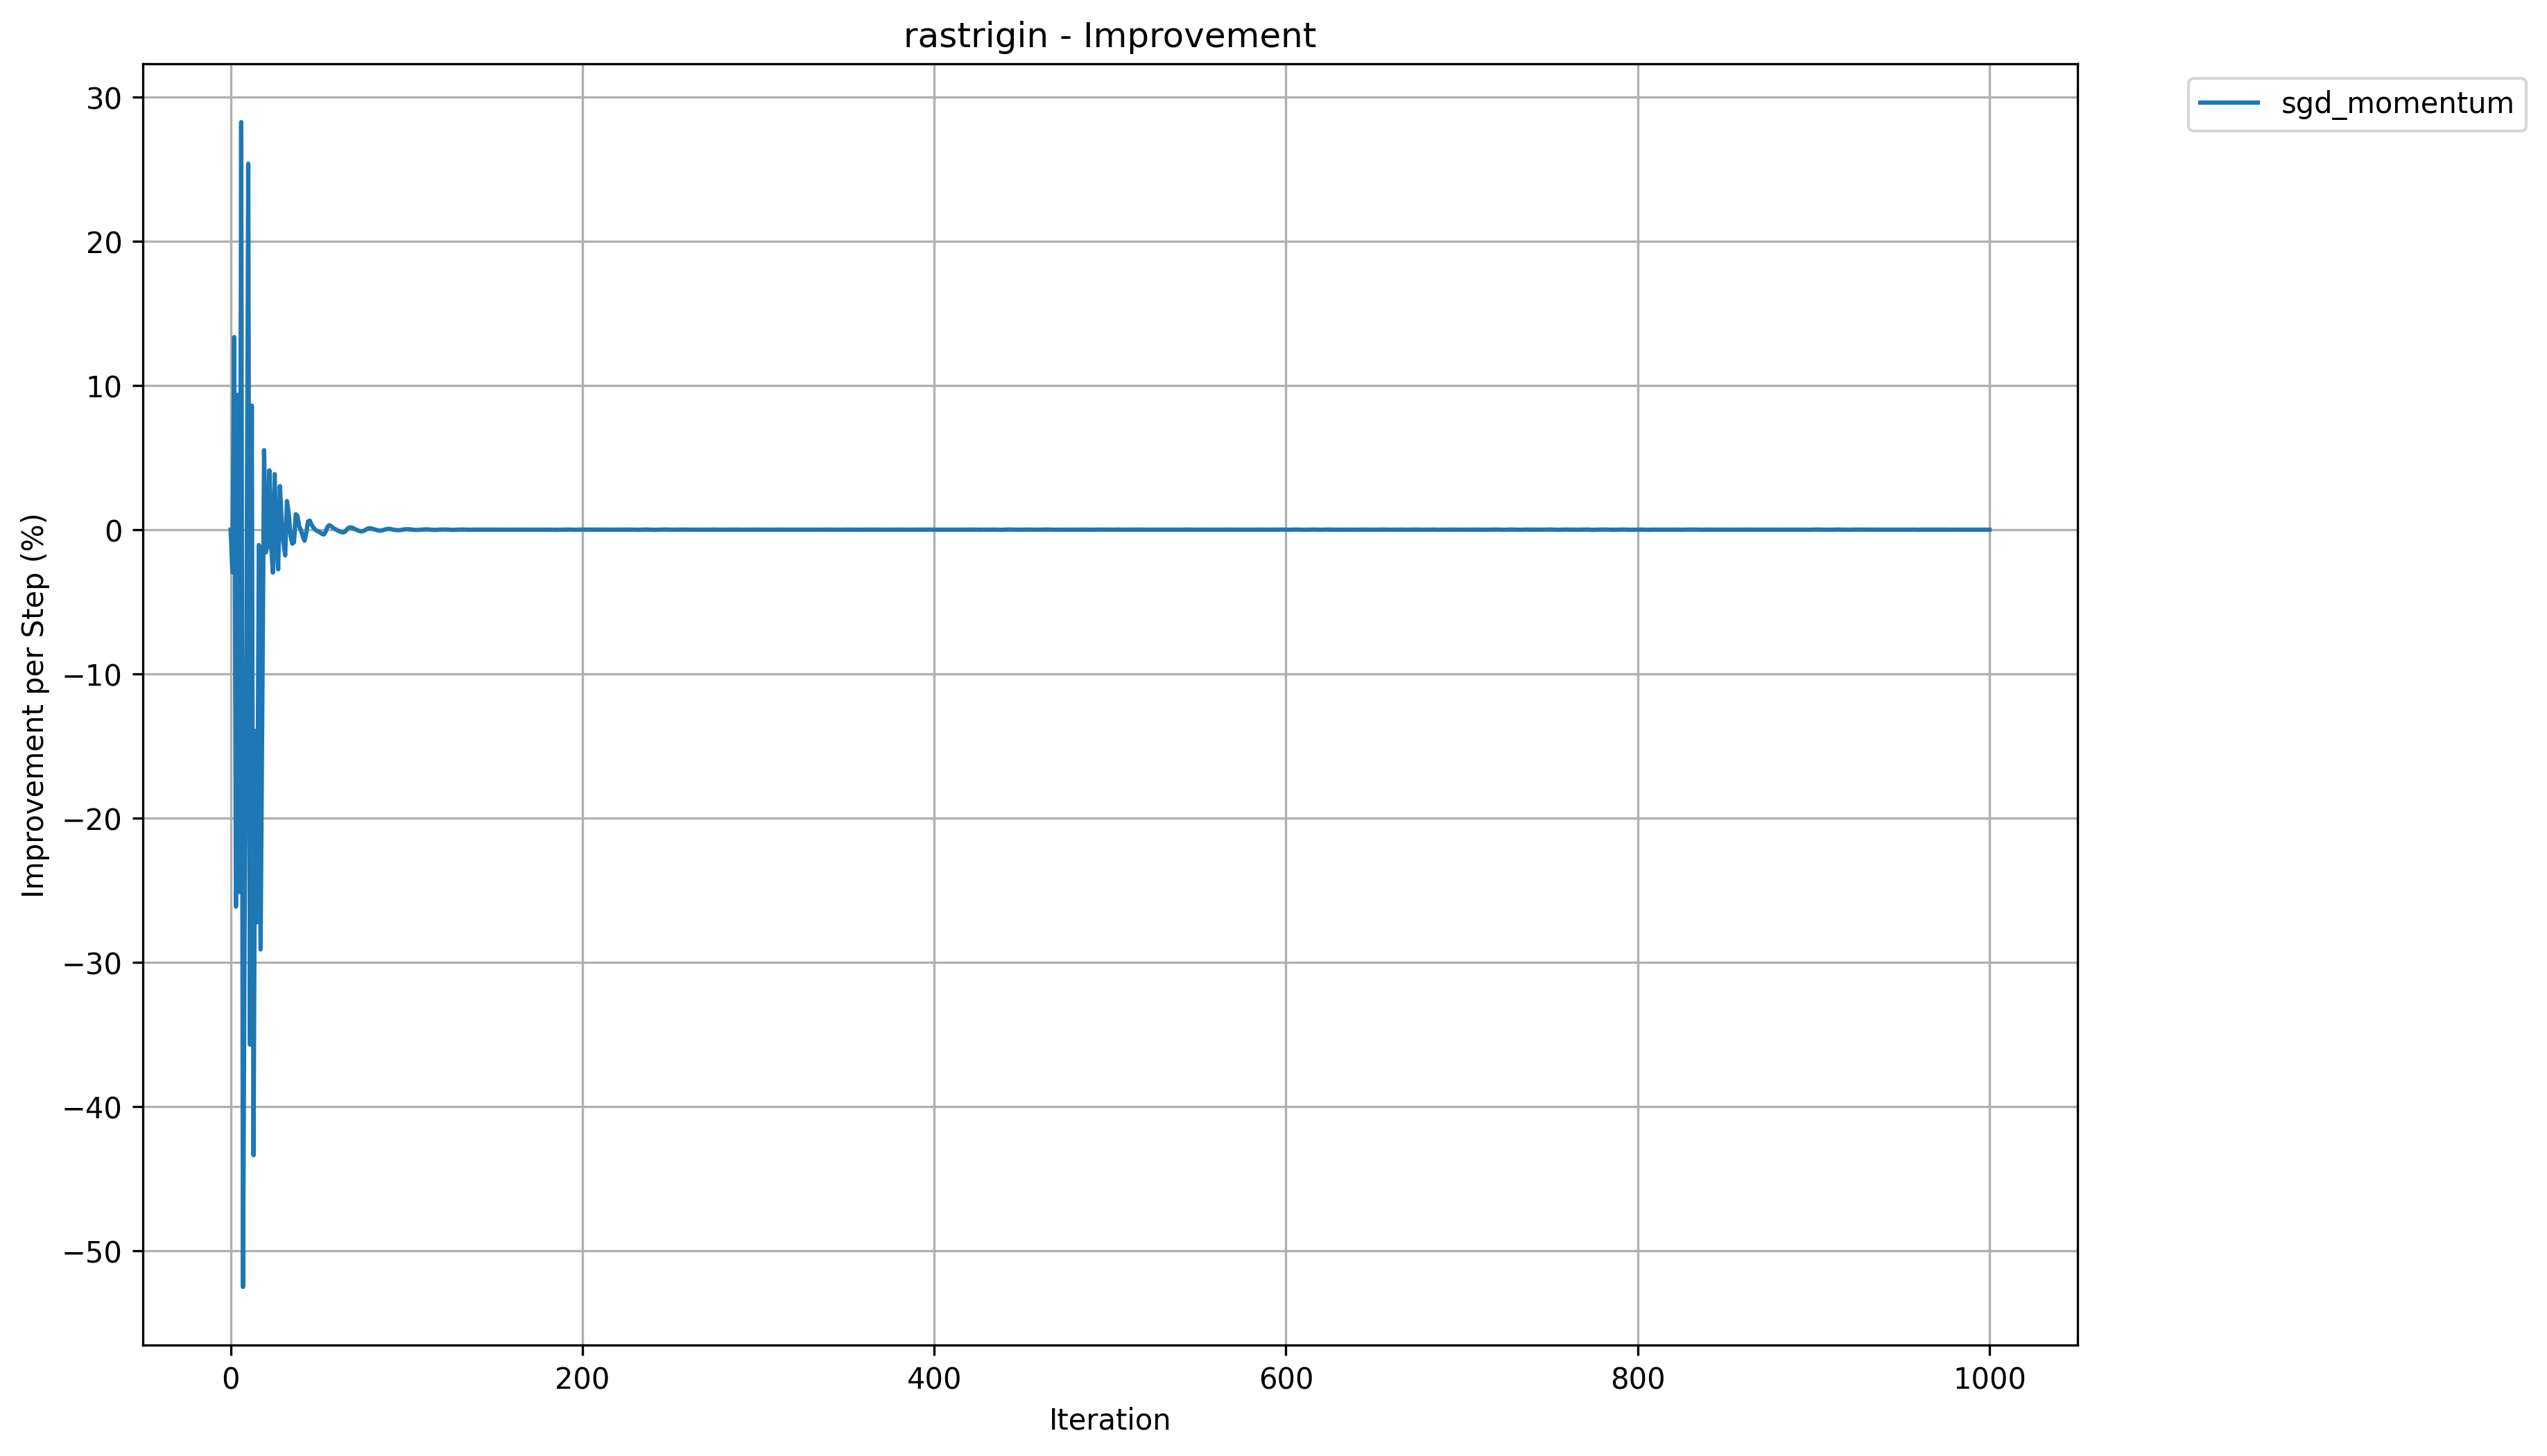 rastrigin - Improvement
sgd_momentum
Improvement per Step (%)
30
20
10
0
−10
−20
−30
−40
−50
0 200 400 600 800 1000
Iteration